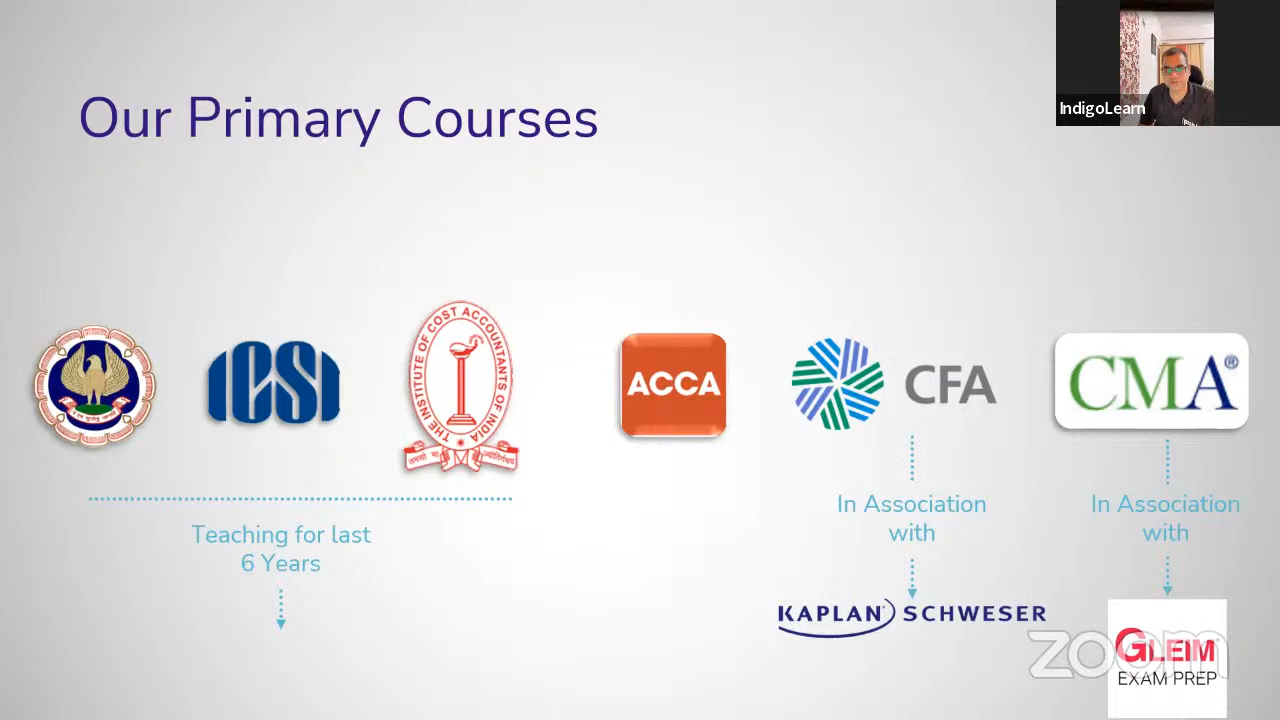 Our Primary Courses
IndigoLearn
ICSI
THE INSTITUTE OF COST ACCOUNTANTS OF INDIA
ACCA
CFA
CMA®
Teaching for last
6 Years
In Association
with
KAPLAN SCHWESER
In Association
with
GLEIM
EXAM PREP
zoom